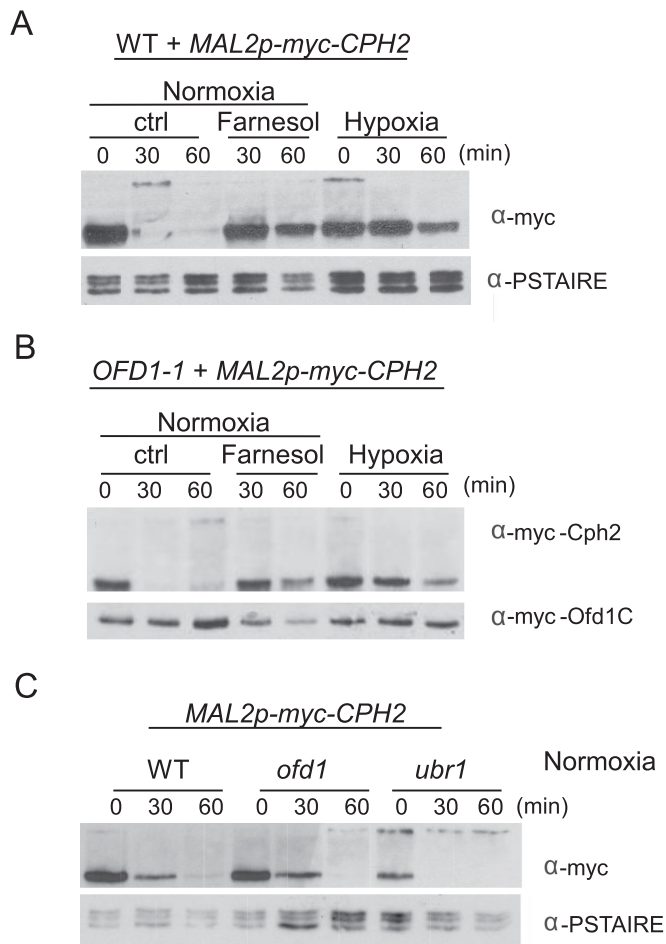 A
WT + MAL2p-myc-CPH2
Normoxia
ctrl Farnesol Hypoxia
0 30 60 30 60 0 30 60 (min)
α-myc
α-PSTAIRE
B
OFD1-1 + MAL2p-myc-CPH2
Normoxia
ctrl Farnesol Hypoxia
0 30 60 30 60 0 30 60 (min)
α-myc-Cph2
α-myc-Ofd1C
C
MAL2p-myc-CPH2
WT ofd1 ubr1 Normoxia
0 30 60 0 30 60 0 30 60 (min)
α-myc
α-PSTAIRE